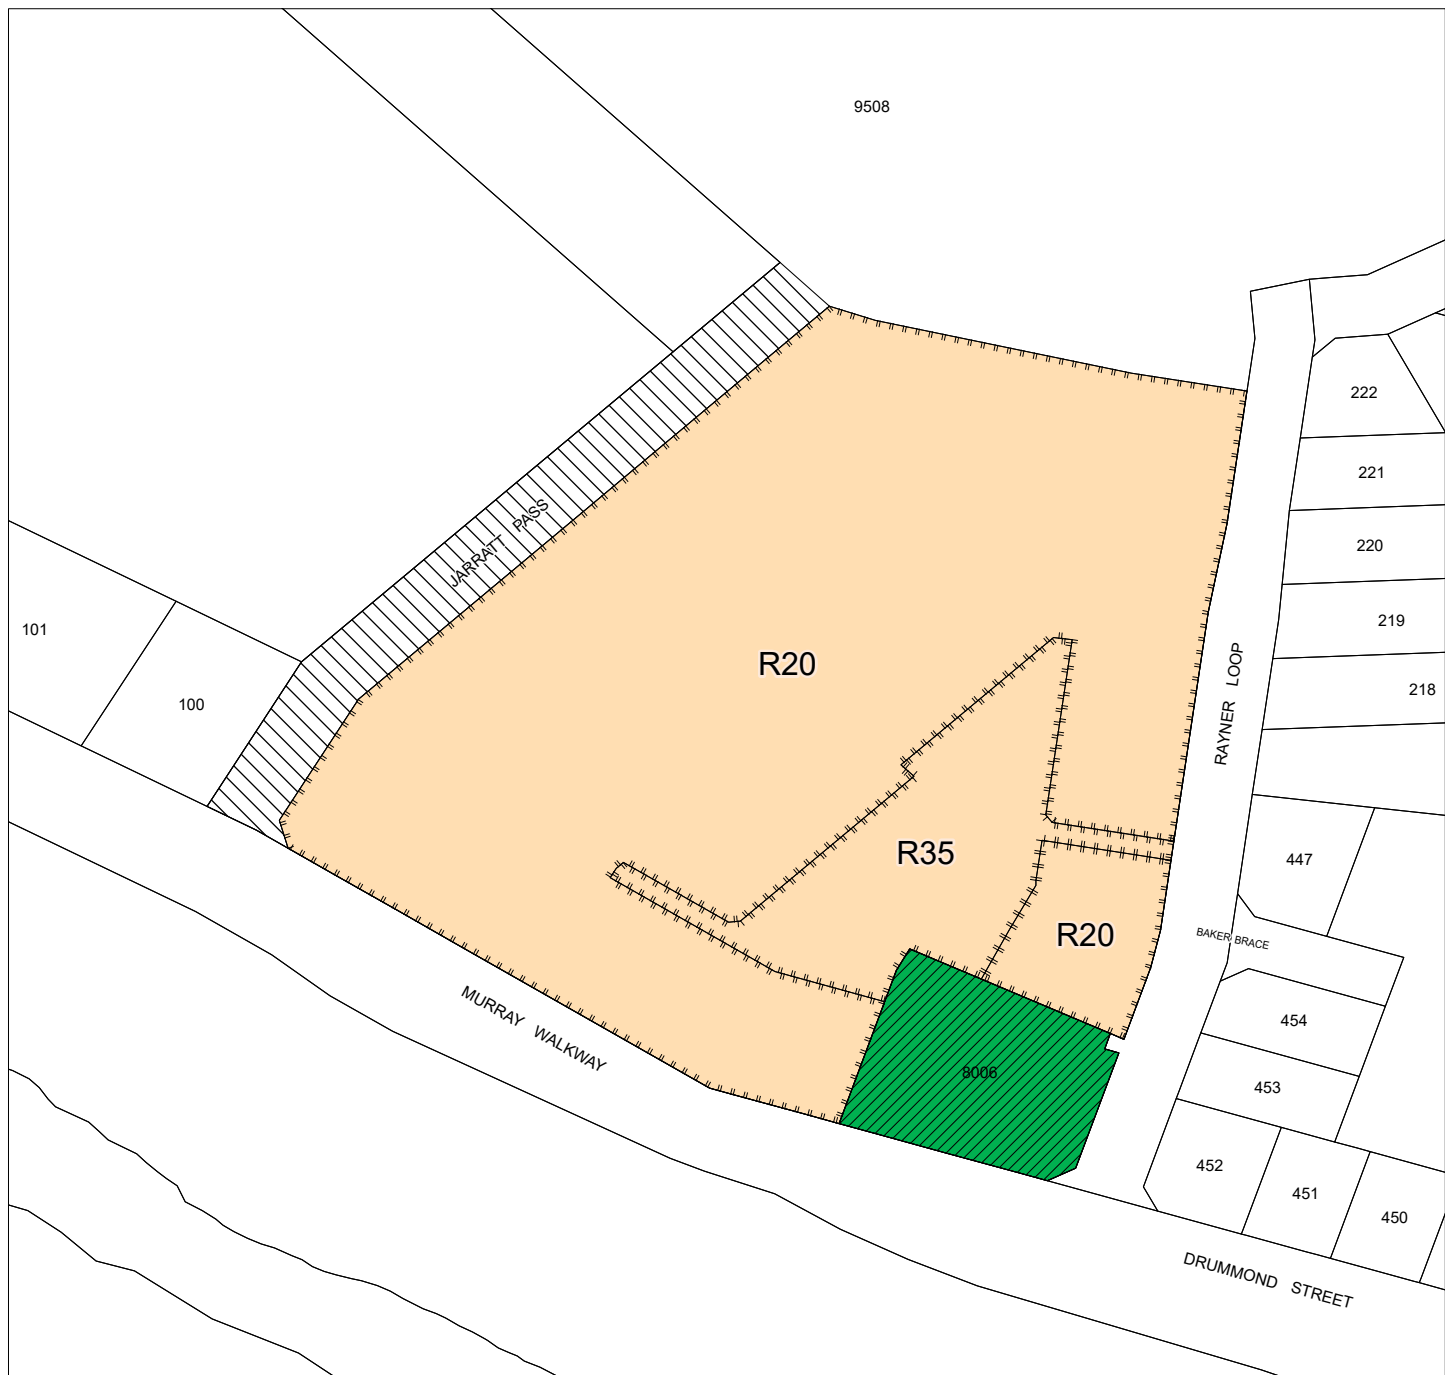 9508
222
221
JARRATT PASS
220
219
101
RAYNER LOOP
R20
218
100
R35
447
R20
BAKER BRACE
MURRAY WALKWAY
454
8006
453
452
451
450
DRUMMOND STREET